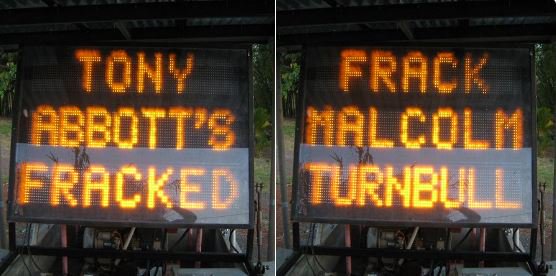 TONY
ABBOTT'S
FRACKED
FRACK
MALCOLM
TURNBULL